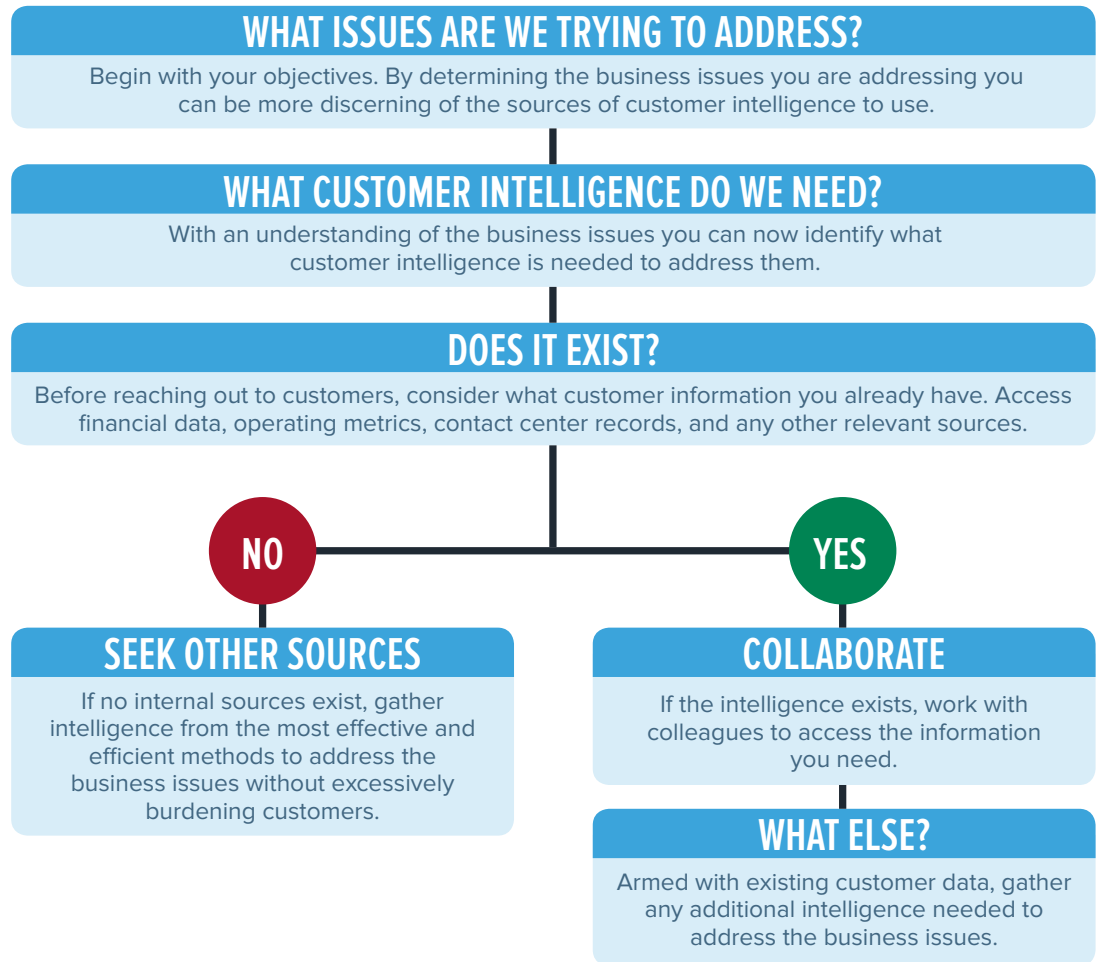 WHAT ISSUES ARE WE TRYING TO ADDRESS?
Begin with your objectives. By determining the business issues you are addressing you
can be more discerning of the sources of customer intelligence to use.
WHAT CUSTOMER INTELLIGENCE DO WE NEED?
With an understanding of the business issues you can now identify what
customer intelligence is needed to address them.
DOES IT EXIST?
Before reaching out to customers, consider what customer information you already have. Access
financial data, operating metrics, contact center records, and any other relevant sources.
NO
YES
SEEK OTHER SOURCES
If no internal sources exist, gather
intelligence from the most effective and
efficient methods to address the
business issues without excessively
burdening customers.
COLLABORATE
If the intelligence exists, work with
colleagues to access the information
you need.
WHAT ELSE?
Armed with existing customer data, gather
any additional intelligence needed to
address the business issues.